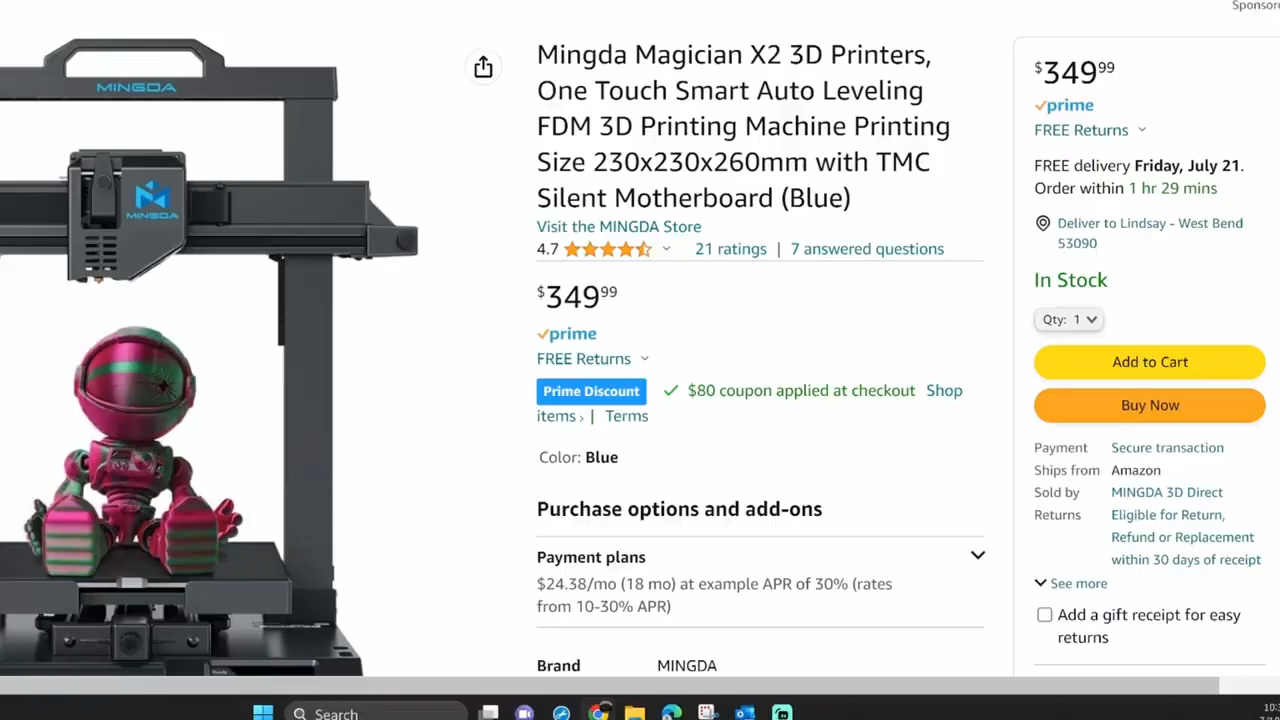 Sponsor
MINGDA
MINGDA
Mingda Magician X2 3D Printers,
One Touch Smart Auto Leveling
FDM 3D Printing Machine Printing
Size 230x230x260mm with TMC
Silent Motherboard (Blue)
Visit the MINGDA Store
4.7
21 ratings | 7 answered questions
$349.99
prime
FREE Returns
Prime Discount $80 coupon applied at checkout Shop
items › | Terms
Color: Blue
Purchase options and add-ons
Payment plans
$24.38/mo (18 mo) at example APR of 30% (rates
from 10-30% APR)
Brand MINGDA
$349.99
prime
FREE Returns
FREE delivery Friday, July 21.
Order within 1 hr 29 mins
Deliver to Lindsay - West Bend
53090
In Stock
Qty: 1
Add to Cart
Buy Now
Payment Secure transaction
Ships from Amazon
Sold by MINGDA 3D Direct
Returns Eligible for Return,
Refund or Replacement
within 30 days of receipt
See more
Add a gift receipt for easy
returns
Search